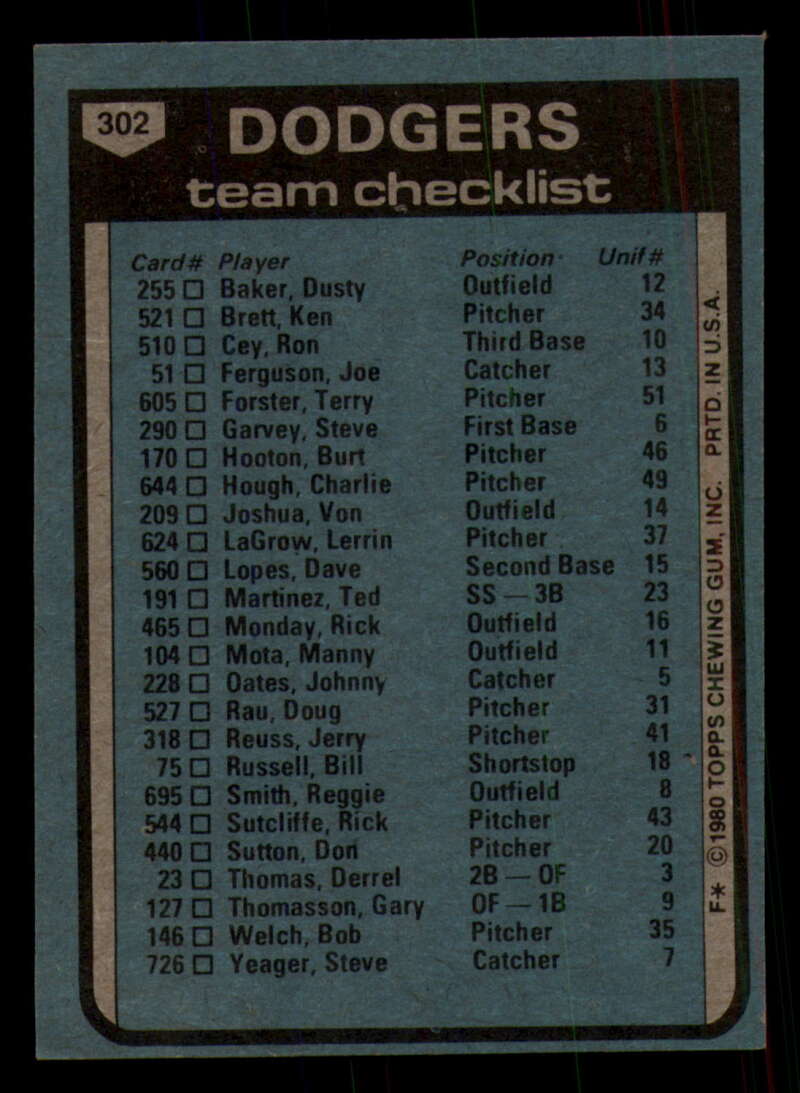 302
DODGERS
team checklist
Card# Player Position Unif#
255 □ Baker, Dusty Outfield 12
521 □ Brett, Ken Pitcher 34
510 □ Cey, Ron Third Base 10
51 □ Ferguson, Joe Catcher 13
605 □ Forster, Terry Pitcher 51
290 □ Garvey, Steve First Base 6
170 □ Hooton, Burt Pitcher 46
644 □ Hough, Charlie Pitcher 49
209 □ Joshua, Von Outfield 14
624 □ LaGrow, Lerrin Pitcher 37
560 □ Lopes, Dave Second Base 15
191 □ Martinez, Ted SS — 3B 23
465 □ Monday, Rick Outfield 16
104 □ Mota, Manny Outfield 11
228 □ Oates, Johnny Catcher 5
527 □ Rau, Doug Pitcher 31
318 □ Reuss, Jerry Pitcher 41
75 □ Russell, Bill Shortstop 18
695 □ Smith, Reggie Outfield 8
544 □ Sutcliffe, Rick Pitcher 43
440 □ Sutton, Don Pitcher 20
23 □ Thomas, Derrel 2B — OF 3
127 □ Thomasson, Gary OF — 1B 9
146 □ Welch, Bob Pitcher 35
726 □ Yeager, Steve Catcher 7
F* © 1980 TOPPS CHEWING GUM, INC. PRTD. IN U.S.A.